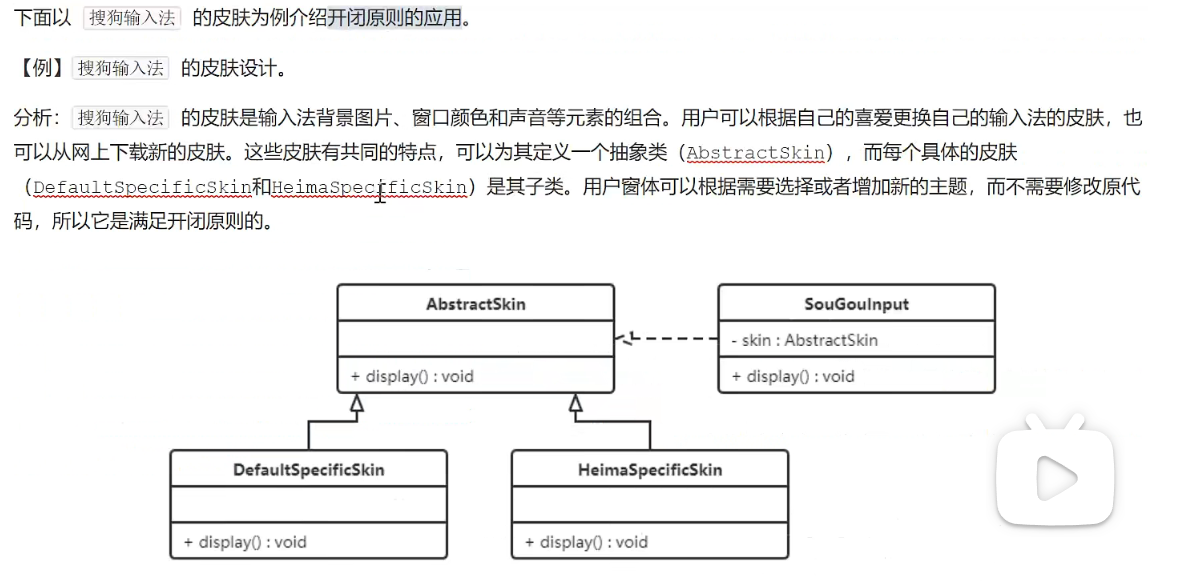 下面以 搜狗输入法 的皮肤为例介绍开闭原则的应用。
【例】搜狗输入法 的皮肤设计。
分析：搜狗输入法 的皮肤是输入法背景图片、窗口颜色和声音等元素的组合。用户可以根据自己的喜爱更换自己的输入法的皮肤，也
可以从网上下载新的皮肤。这些皮肤有共同的特点，可以为其定义一个抽象类（AbstractSkin），而每个具体的皮肤
（DefaultSpecificSkin和HeimaSpecificSkin）是其子类。用户窗体可以根据需要选择或者增加新的主题，而不需要修改原代
码，所以它是满足开闭原则的。
AbstractSkin
+ display() : void
SouGouInput
- skin : AbstractSkin
+ display() : void
DefaultSpecificSkin
+ display() : void
HeimaSpecificSkin
+ display() : void